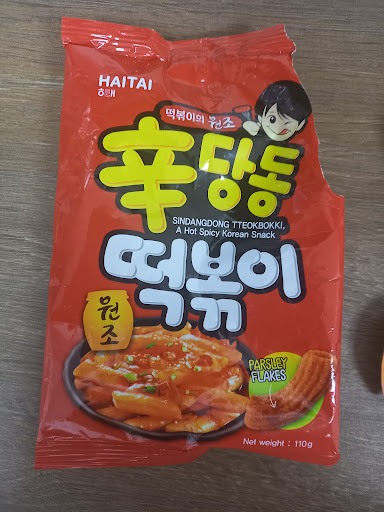 HAITAI
해태
떡볶이의 원조
辛당동
SINDANGDONG TTEOKBOKKI,
A Hot Spicy Korean Snack
떡볶이
원조
PARSLEY
FLAKES
Net weight : 110g